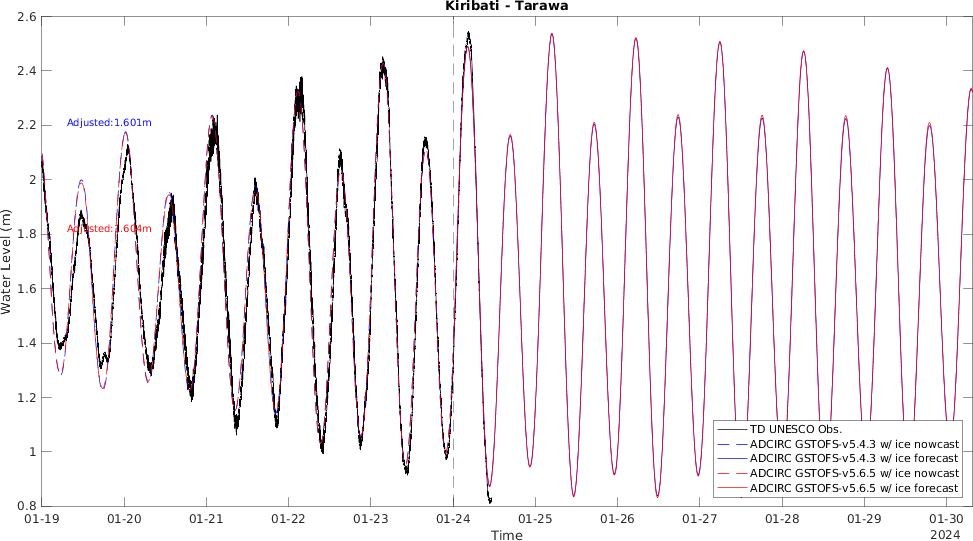 Kiribati - Tarawa
2.6
2.4
2.2
2
1.8
1.6
1.4
1.2
1
0.8
Water Level (m)
Adjusted:1.601m
Adjusted:1.604m
TD UNESCO Obs.
ADCIRC GSTOFS-v5.4.3 w/ ice nowcast
ADCIRC GSTOFS-v5.4.3 w/ ice forecast
ADCIRC GSTOFS-v5.6.5 w/ ice nowcast
ADCIRC GSTOFS-v5.6.5 w/ ice forecast
01-19 01-20 01-21 01-22 01-23 01-24 01-25 01-26 01-27 01-28 01-29 01-30
2024
Time